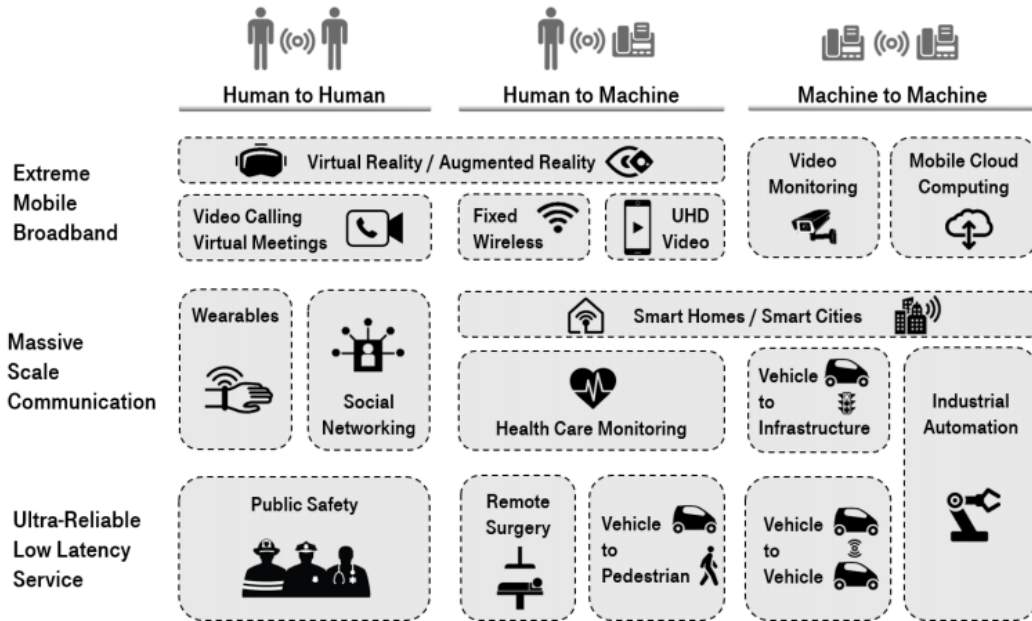 Human to Human
Human to Machine
Machine to Machine
Extreme
Mobile
Broadband
Virtual Reality / Augmented Reality
Video Calling
Virtual Meetings
Fixed
Wireless
UHD
Video
Video
Monitoring
Mobile Cloud
Computing
Massive
Scale
Communication
Wearables
Social
Networking
Smart Homes / Smart Cities
Health Care Monitoring
Vehicle
to
Infrastructure
Industrial
Automation
Ultra-Reliable
Low Latency
Service
Public Safety
Remote
Surgery
Vehicle
to
Pedestrian
Vehicle
to
Vehicle